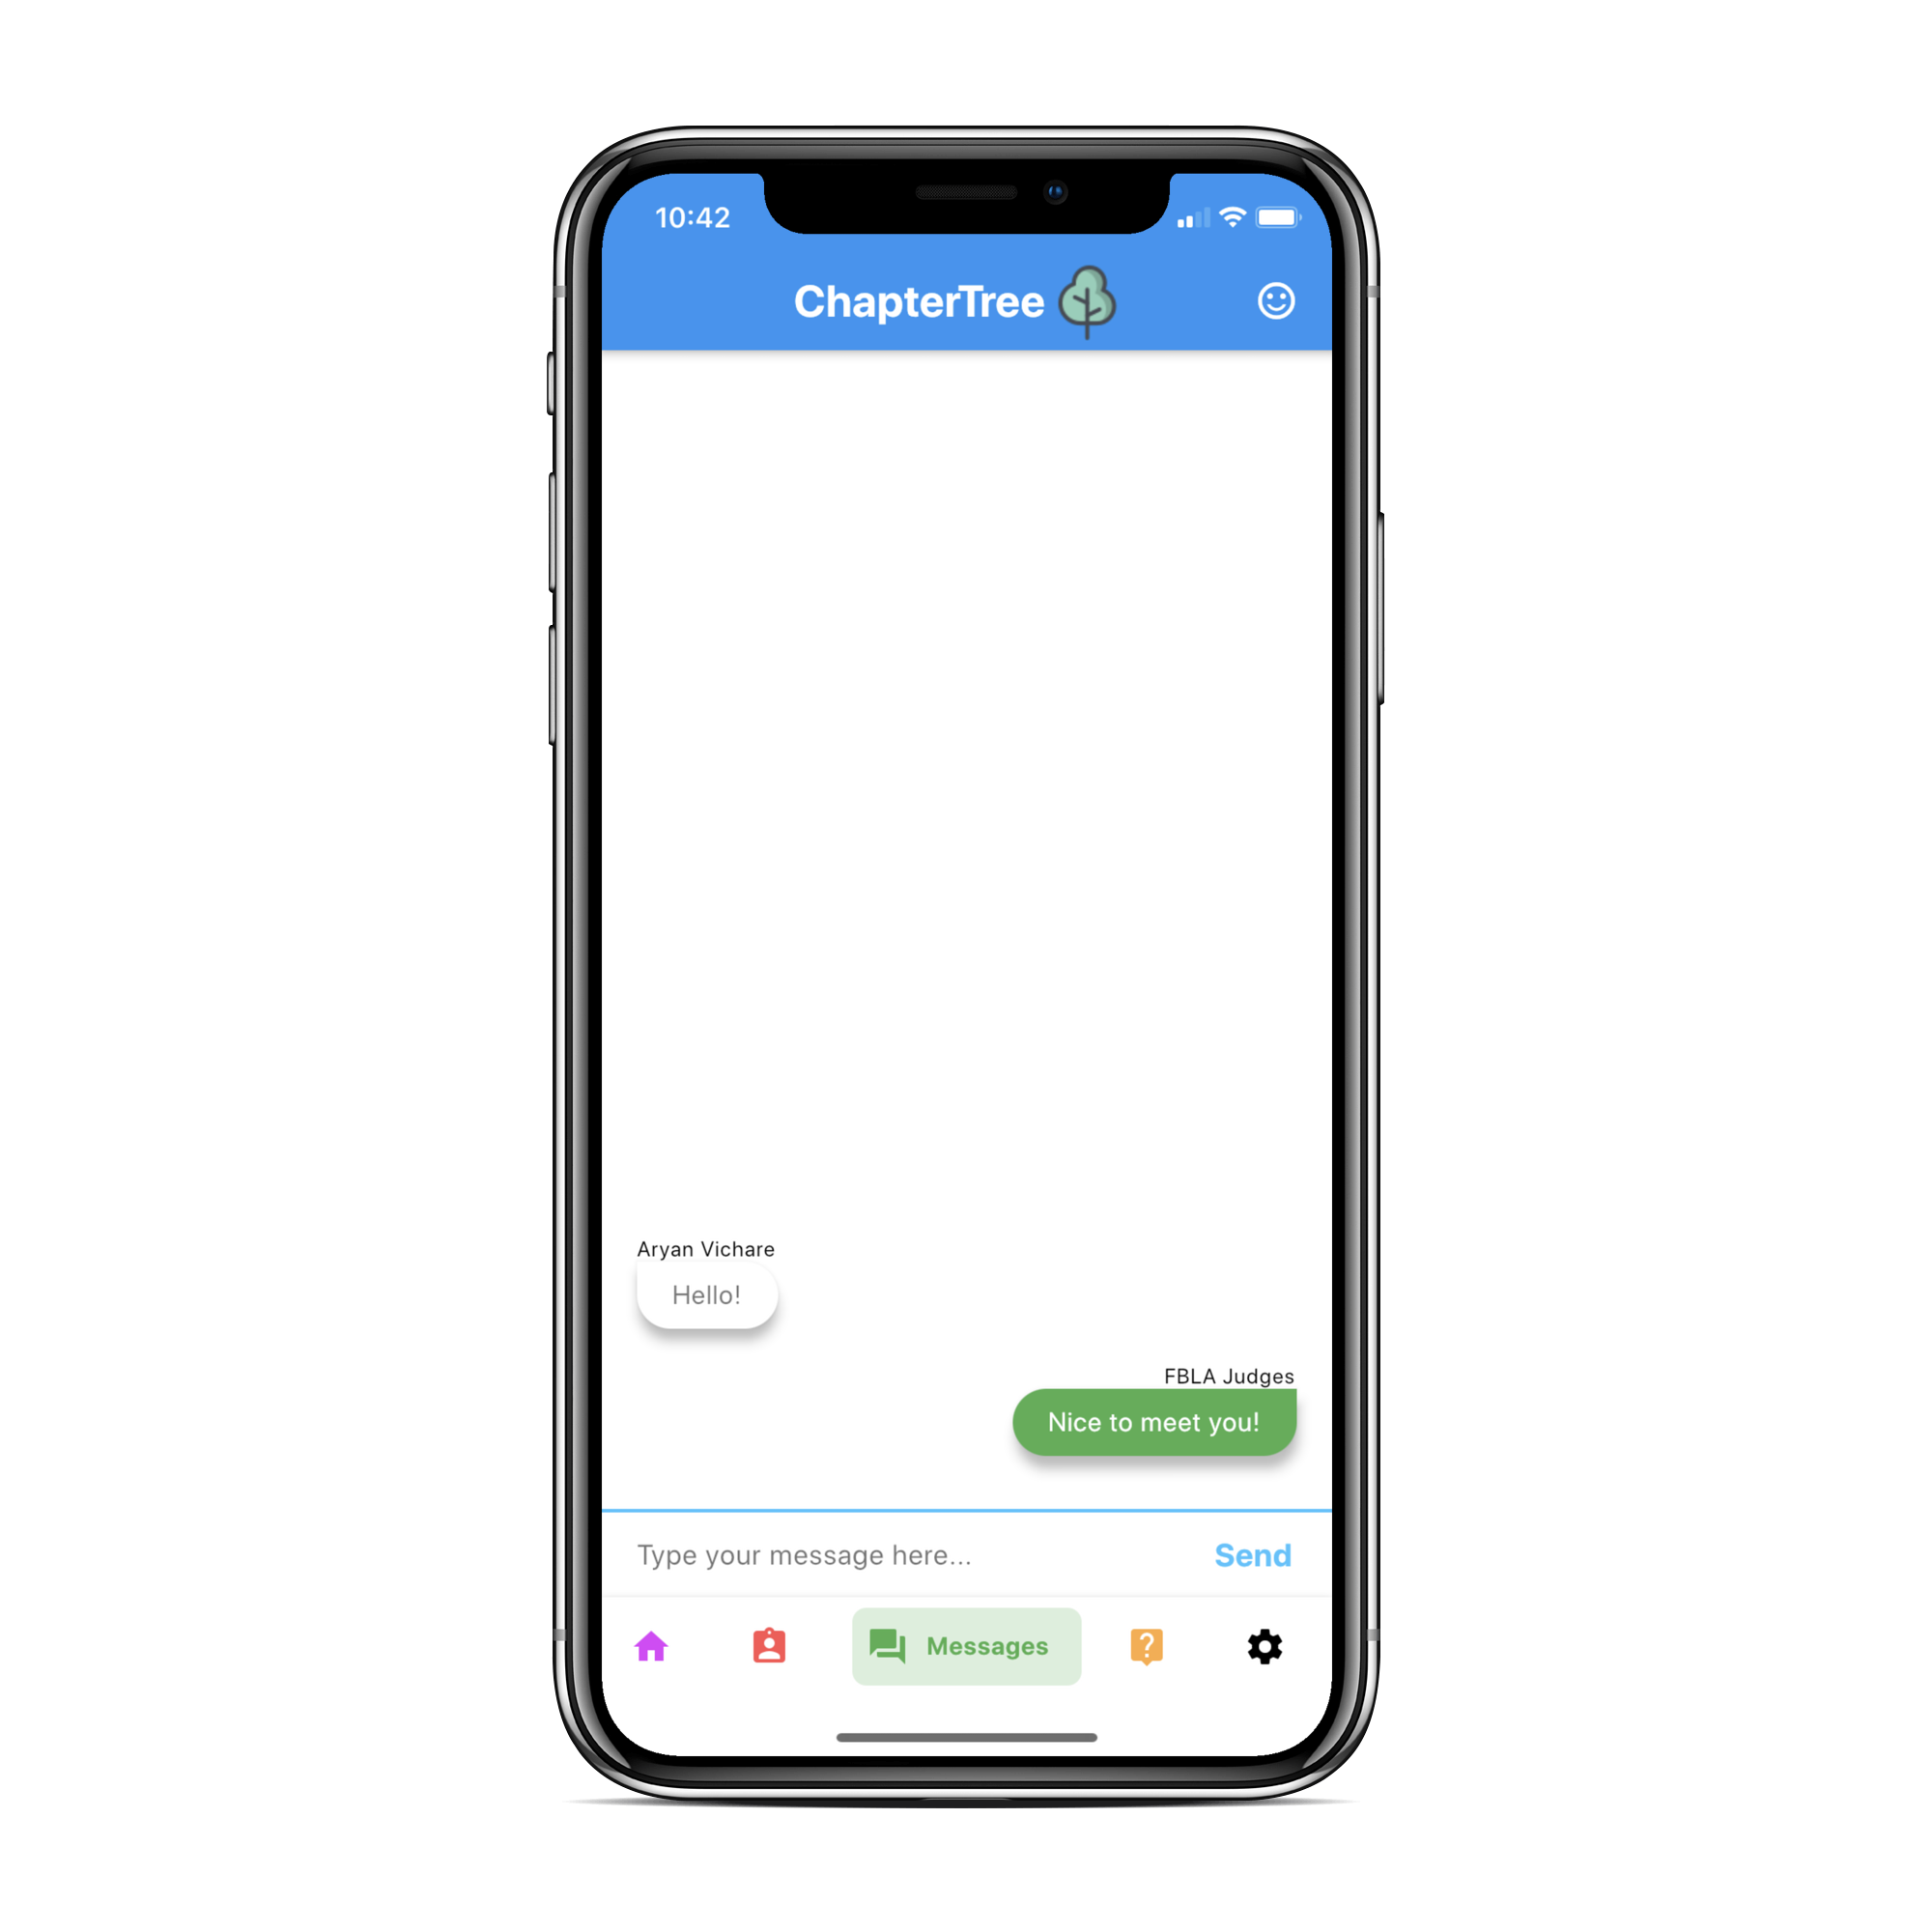 10:42
ChapterTree
Aryan Vichare
Hello!
FBLA Judges
Nice to meet you!
Type your message here...
Send
Messages